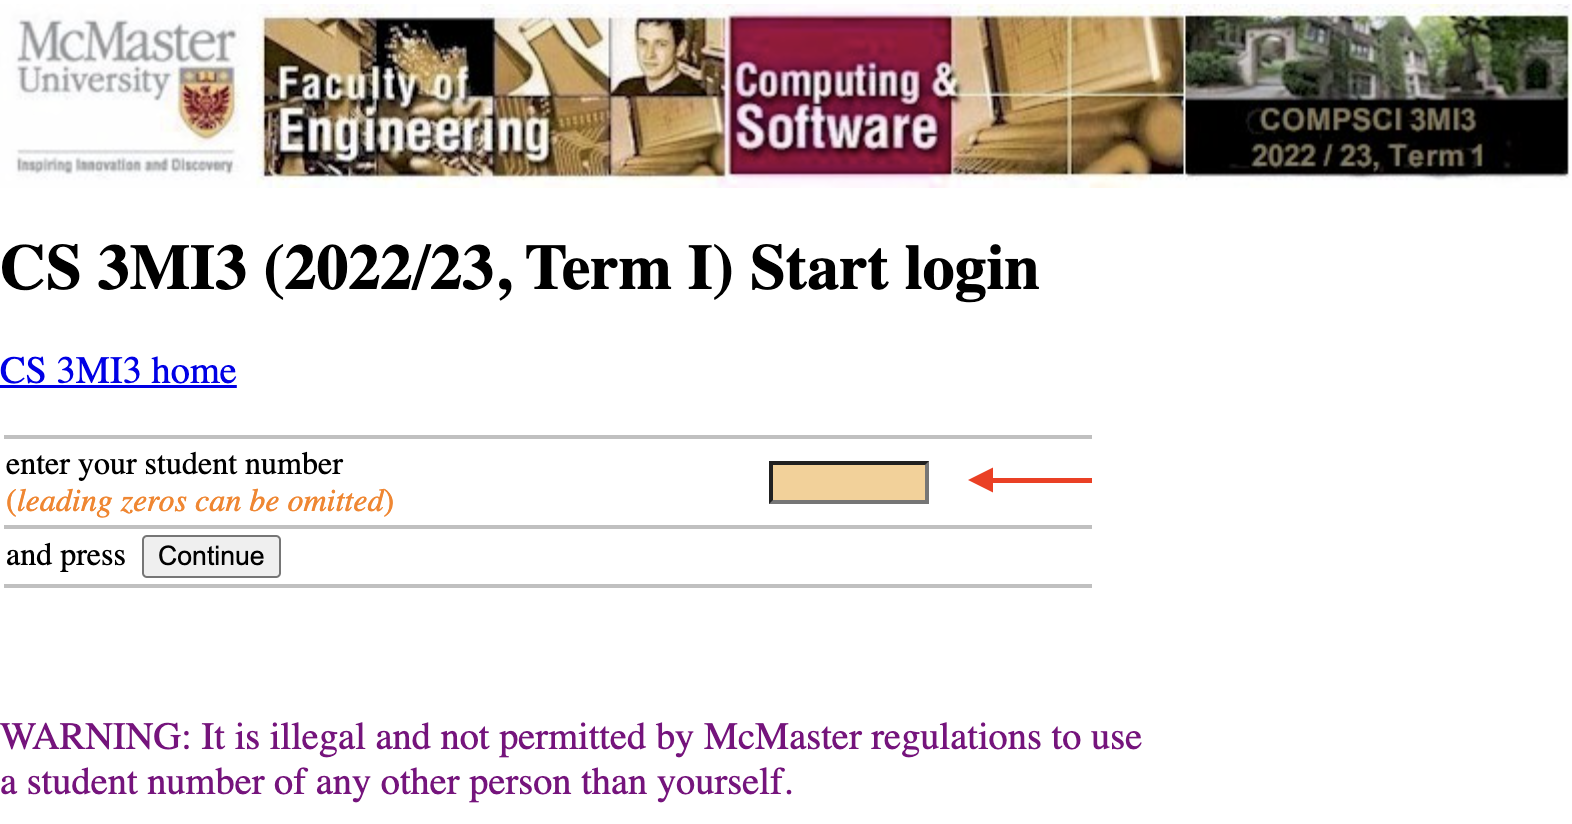 McMaster
University
Inspiring Innovation and Discovery
Faculty of
Engineering
Computing &
Software
COMPSCI 3MI3
2022 / 23, Term 1
CS 3MI3 (2022/23, Term I) Start login
CS 3MI3 home
enter your student number
(leading zeros can be omitted)
and press Continue
WARNING: It is illegal and not permitted by McMaster regulations to use
a student number of any other person than yourself.